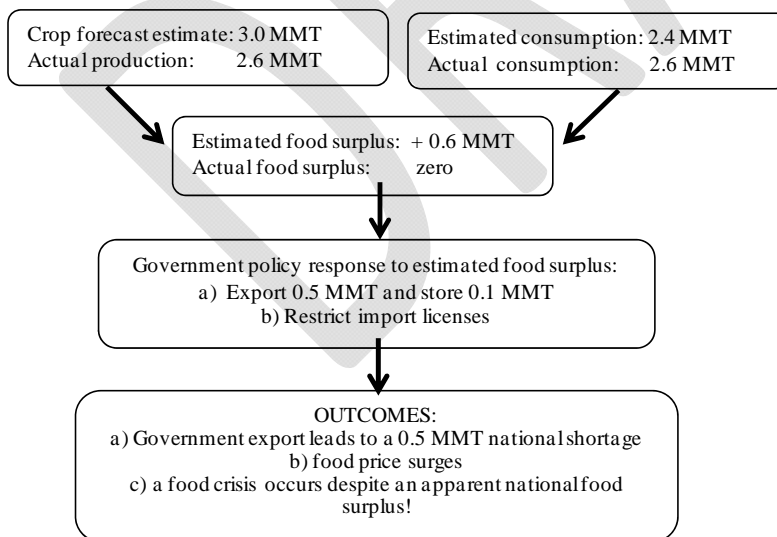 Crop forecast estimate: 3.0 MMT
Actual production: 2.6 MMT
Estimated consumption: 2.4 MMT
Actual consumption: 2.6 MMT
Estimated food surplus: + 0.6 MMT
Actual food surplus: zero
Government policy response to estimated food surplus:
a) Export 0.5 MMT and store 0.1 MMT
b) Restrict import licenses
OUTCOMES:
a) Government export leads to a 0.5 MMT national shortage
b) food price surges
c) a food crisis occurs despite an apparent national food
surplus!